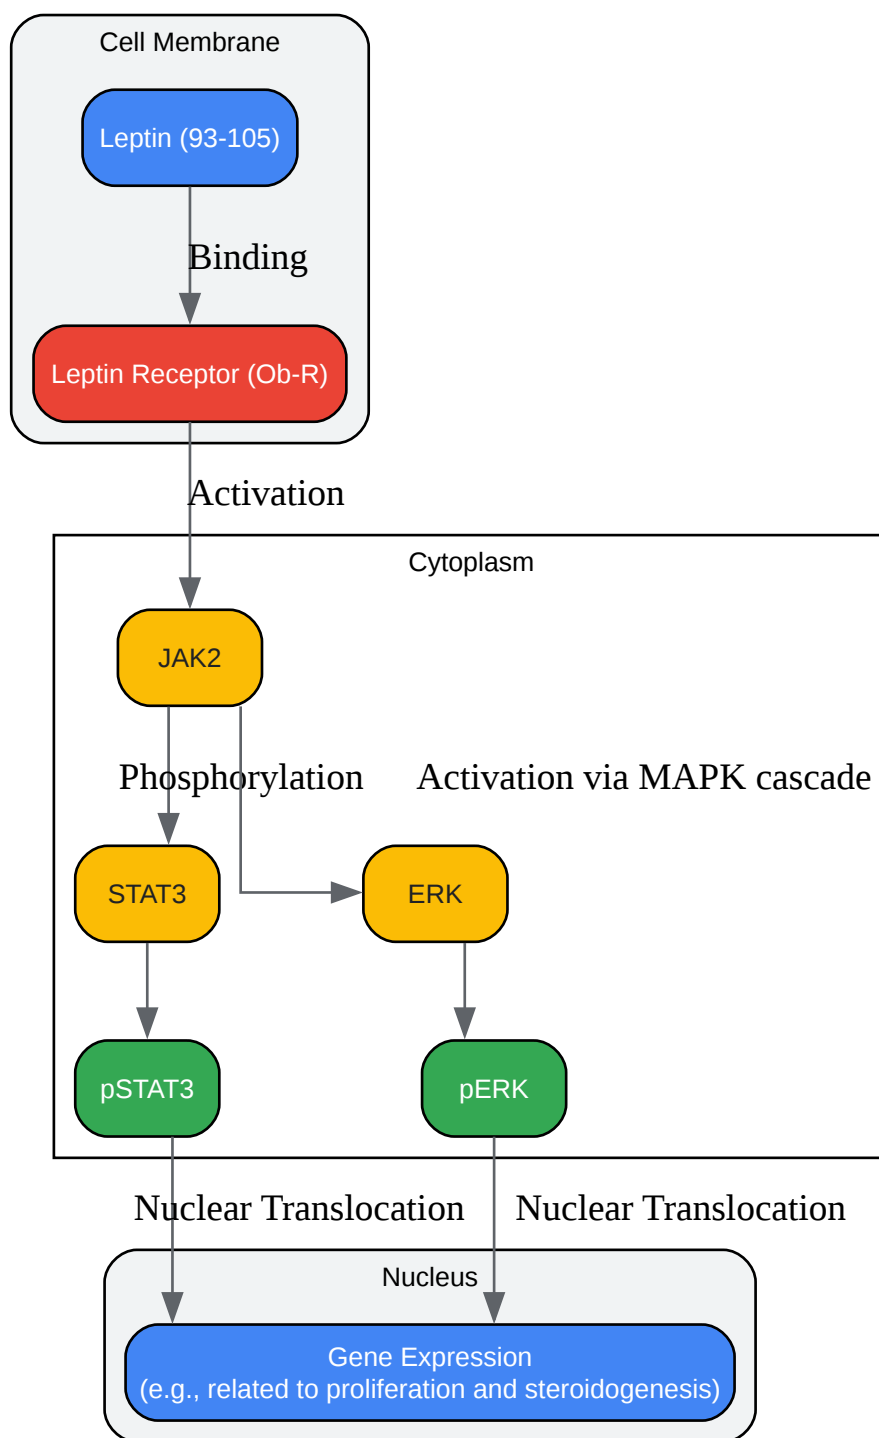 Cell Membrane
Leptin (93-105)
Binding
Leptin Receptor (Ob-R)
Activation
Cytoplasm
JAK2
Phosphorylation
Activation via MAPK cascade
STAT3
ERK
pSTAT3
pERK
Nuclear Translocation
Nuclear Translocation
Nucleus
Gene Expression
(e.g., related to proliferation and steroidogenesis)